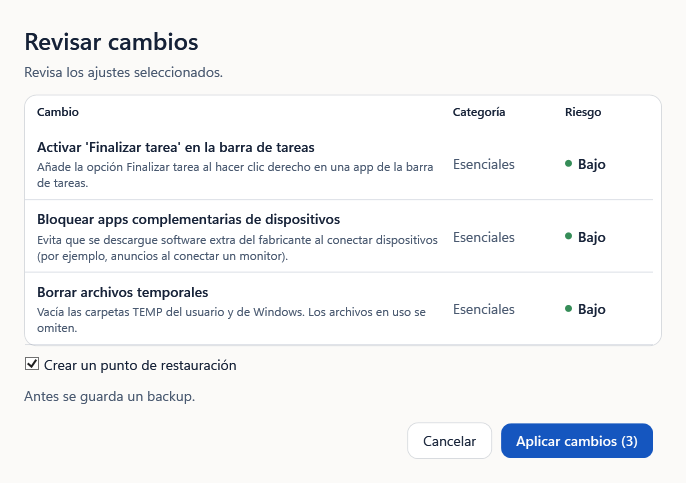 Revisar cambios
Revisa los ajustes seleccionados.
Cambio Categoría Riesgo
Activar 'Finalizar tarea' en la barra de tareas
Añade la opción Finalizar tarea al hacer clic derecho en una app de la barra
de tareas.
Esenciales
Bajo
Bloquear apps complementarias de dispositivos
Evita que se descargue software extra del fabricante al conectar dispositivos
(por ejemplo, anuncios al conectar un monitor).
Esenciales
Bajo
Borrar archivos temporales
Vacía las carpetas TEMP del usuario y de Windows. Los archivos en uso se
omiten.
Esenciales
Bajo
Crear un punto de restauración
Antes se guarda un backup.
Cancelar
Aplicar cambios (3)